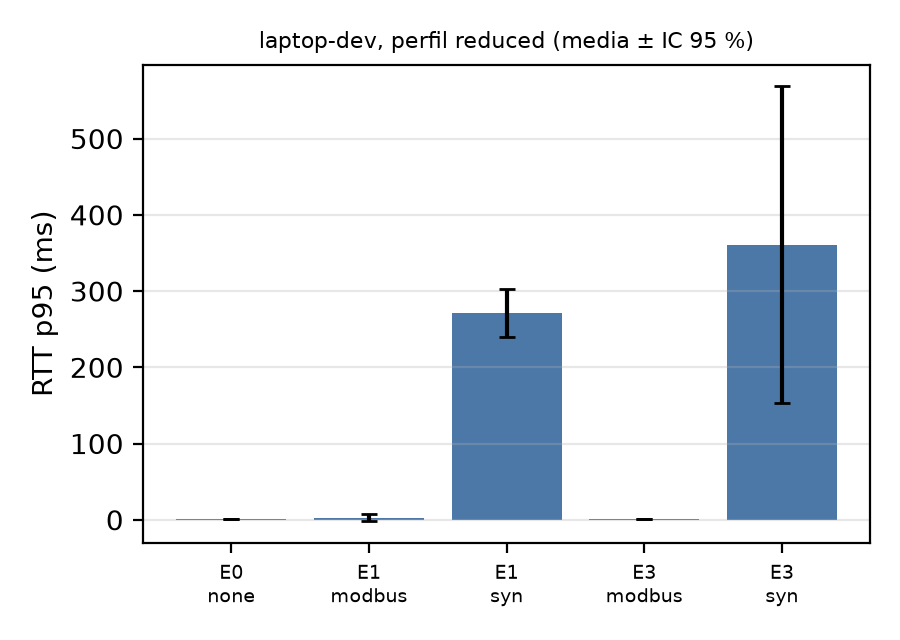 laptop-dev, perfil reduced (media ± IC 95 %)
RTT p95 (ms)
500
400
300
200
100
0
E0 none
E1 modbus
E1 syn
E3 modbus
E3 syn